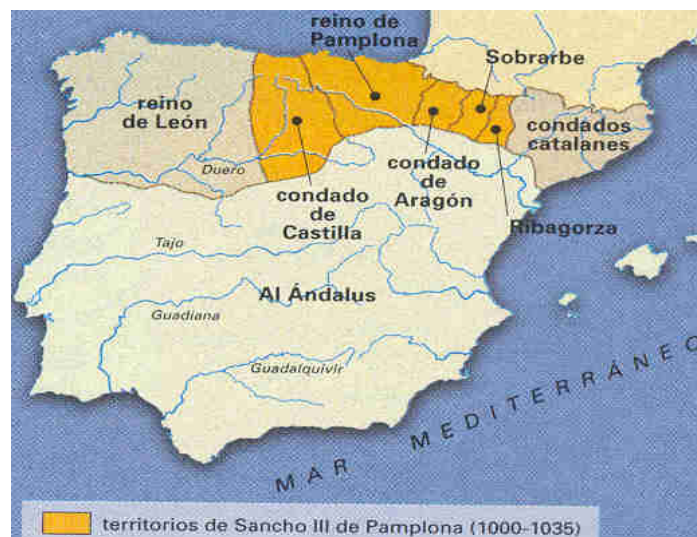 reino de
Pamplona
Sobrarbe
reino
de León
condados
catalanes
Duero
condado
de
Aragón
condado
de
Castilla
Ribagorza
Tajo
Al Ándalus
Guadiana
Guadalquivir
MAR MEDITERRÁNEO
territorios de Sancho III de Pamplona (1000-1035)